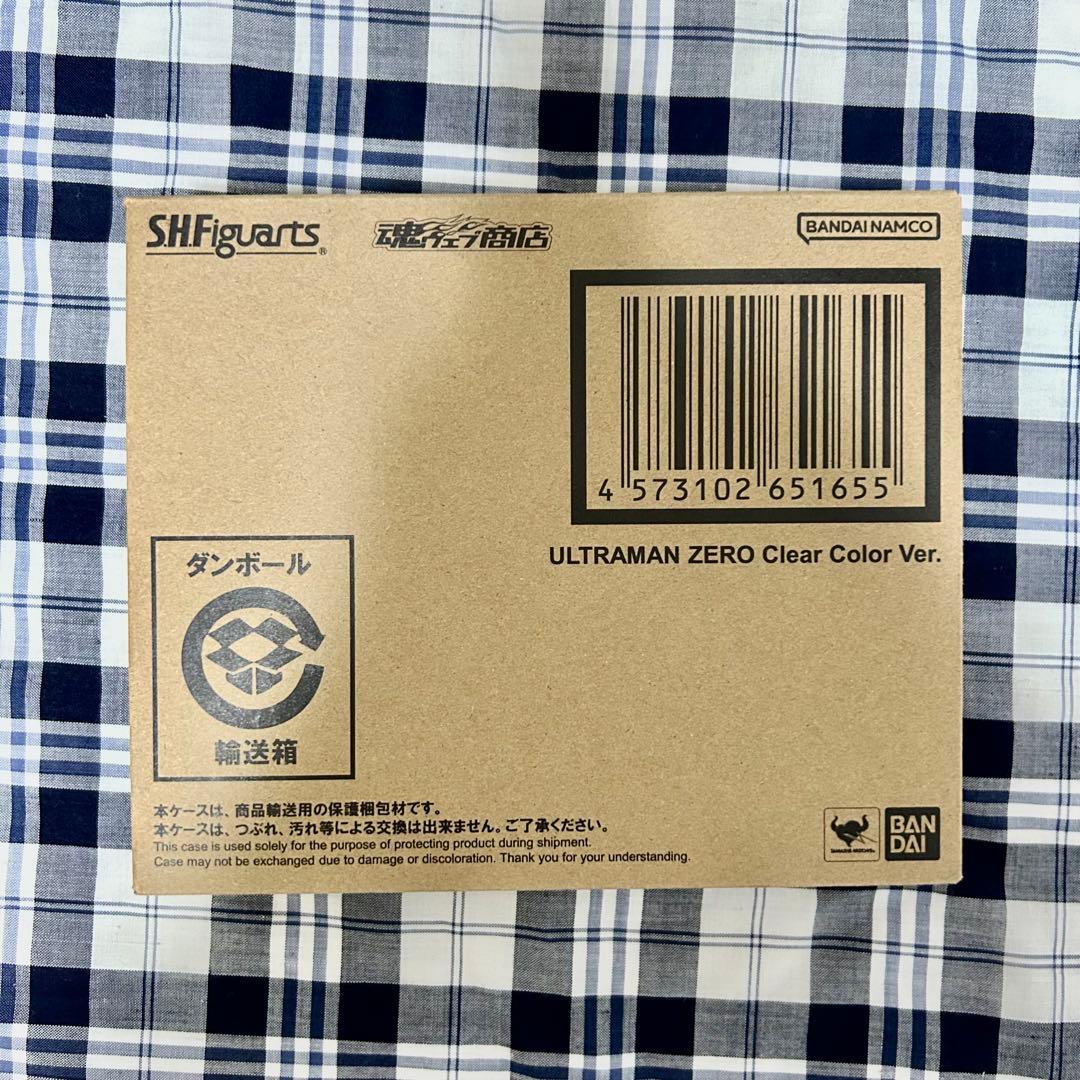 S.H.Figuarts®
魂ウェブ商店
BANDAI NAMCO
4 573102 651655
ULTRAMAN ZERO Clear Color Ver.
ダンボール
輸送箱
本ケースは、商品輸送用の保護梱包材です。
本ケースは、つぶれ、汚れ等による交換は出来ません。ご了承ください。
This case is used solely for the purpose of protecting product during shipment.
Case may not be exchanged due to damage or discoloration. Thank you for your understanding.
BAN
DAI